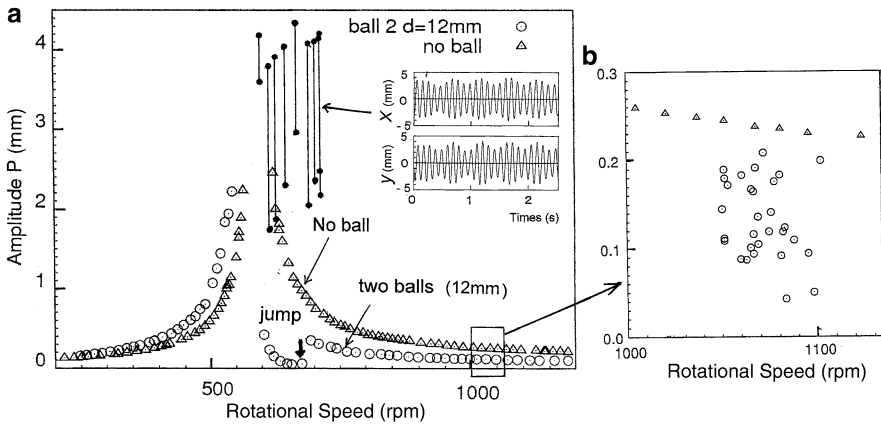 a
ball 2 d=12mm
no ball
b
4
3
2
1
0
Amplitude P (mm)
5
0
-5
x (mm)
1
2
5
0
-5
y (mm)
0
1
2
Times (s)
No ball
two balls (12mm)
jump
500
1000
Rotational Speed (rpm)
0.3
0.2
0.1
0.0
1000
1100
Rotational Speed (rpm)